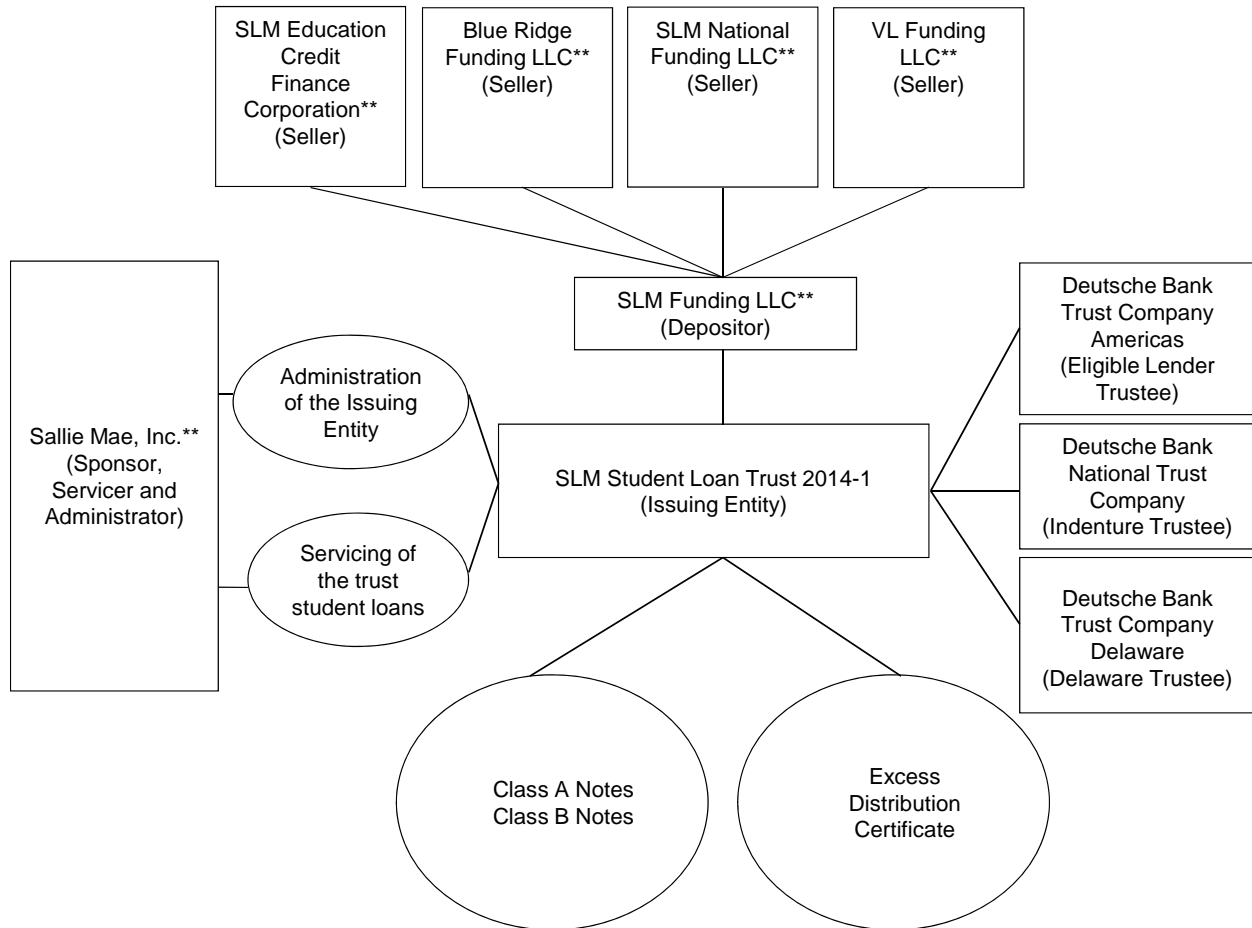 SLM Education
Credit
Finance
Corporation**
(Seller)
Blue Ridge
Funding LLC**
(Seller)
SLM National
Funding LLC**
(Seller)
VL Funding
LLC**
(Seller)
SLM Funding LLC**
(Depositor)
Sallie Mae, Inc.**
(Sponsor,
Servicer and
Administrator)
Administration
of the Issuing
Entity
Servicing of
the trust
student loans
SLM Student Loan Trust 2014-1
(Issuing Entity)
Deutsche Bank
Trust Company
Americas
(Eligible Lender
Trustee)
Deutsche Bank
National Trust
Company
(Indenture Trustee)
Deutsche Bank
Trust Company
Delaware
(Delaware Trustee)
Class A Notes
Class B Notes
Excess
Distribution
Certificate